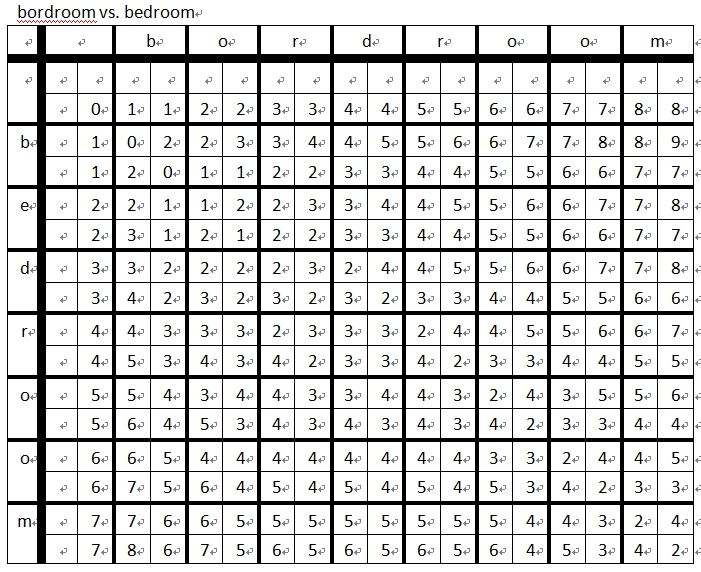 bordroom vs. bedroom
b o r d r o o m
0 1 1 2 2 3 3 4 4 5 5 6 6 7 7 8 8
b 1 0 2 2 3 3 4 4 5 5 6 6 7 7 8 8 9
1 2 0 1 1 2 2 3 3 4 4 5 5 6 6 7 7
e 2 2 1 1 2 2 3 3 4 4 5 5 6 6 7 7 8
2 3 1 2 1 2 2 3 3 4 4 5 5 6 6 7 7
d 3 3 2 2 2 2 3 2 4 4 5 5 6 6 7 7 8
3 4 2 3 2 3 2 3 2 3 3 4 4 5 5 6 6
r 4 4 3 3 3 2 3 3 3 2 4 4 5 5 6 6 7
4 5 3 4 3 4 2 3 3 4 2 3 3 4 4 5 5
o 5 5 4 3 4 4 3 3 4 4 3 2 4 3 5 5 6
5 6 4 5 3 4 3 4 3 4 3 4 2 3 3 4 4
o 6 6 5 4 4 4 4 4 4 4 4 3 3 2 4 4 5
6 7 5 6 4 5 4 5 4 5 4 5 3 4 2 3 3
m 7 7 6 6 5 5 5 5 5 5 5 5 4 4 3 2 4
7 8 6 7 5 6 5 6 5 6 5 6 4 5 3 4 2